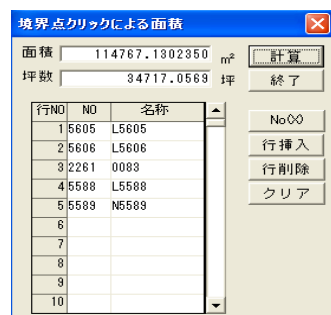 境界点クリックによる面積
面積 114767.1302350 m² 計算
坪数 34717.0569 坪 終了
行NO NO 名称
1 5605 L5605
2 5606 L5606
3 2261 0083
4 5588 L5588
5 5589 N5589
6
7
8
9
10
行挿入
行削除
クリア